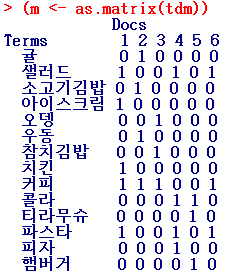 > (m <- as.matrix(tdm))
Docs
Terms 1 2 3 4 5 6
귤 0 1 0 0 0 0
샐러드 1 0 0 1 0 1
소고기김밥 0 1 0 0 0 0
아이스크림 1 0 0 0 0 0
오뎅 0 0 1 0 0 0
우동 0 1 0 0 0 0
참치김밥 0 0 1 0 0 0
치킨 1 0 0 0 0 0
커피 1 1 1 0 0 1
콜라 0 0 0 1 1 0
티라무슈 0 0 0 0 1 0
파스타 1 0 0 1 0 1
피자 0 0 0 1 0 0
햄버거 0 0 0 0 1 0